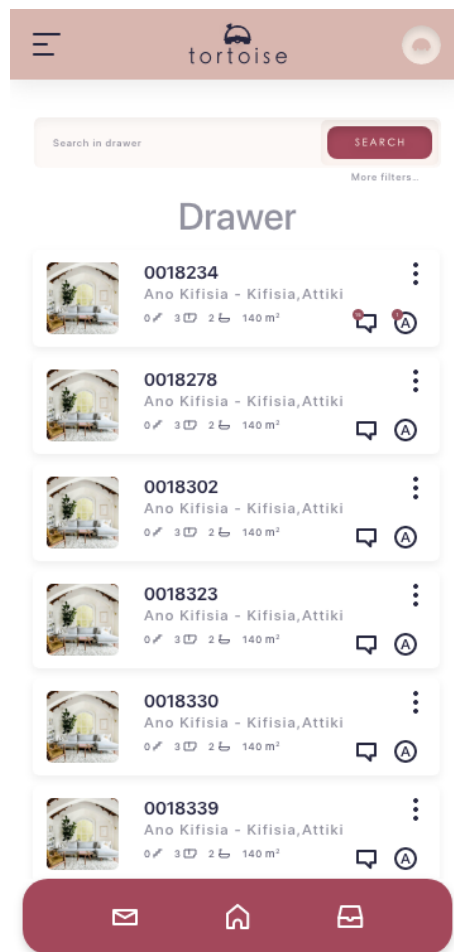 tortoise
Search in drawer
SEARCH
More filters...
Drawer
0018234
Ano Kifisia - Kifisia,Attiki
0 3 2 140 m²
1
A
0018278
Ano Kifisia - Kifisia,Attiki
0 3 2 140 m²
A
0018302
Ano Kifisia - Kifisia,Attiki
0 3 2 140 m²
A
0018323
Ano Kifisia - Kifisia,Attiki
0 3 2 140 m²
A
0018330
Ano Kifisia - Kifisia,Attiki
0 3 2 140 m²
A
0018339
Ano Kifisia - Kifisia,Attiki
0 3 2 140 m²
A